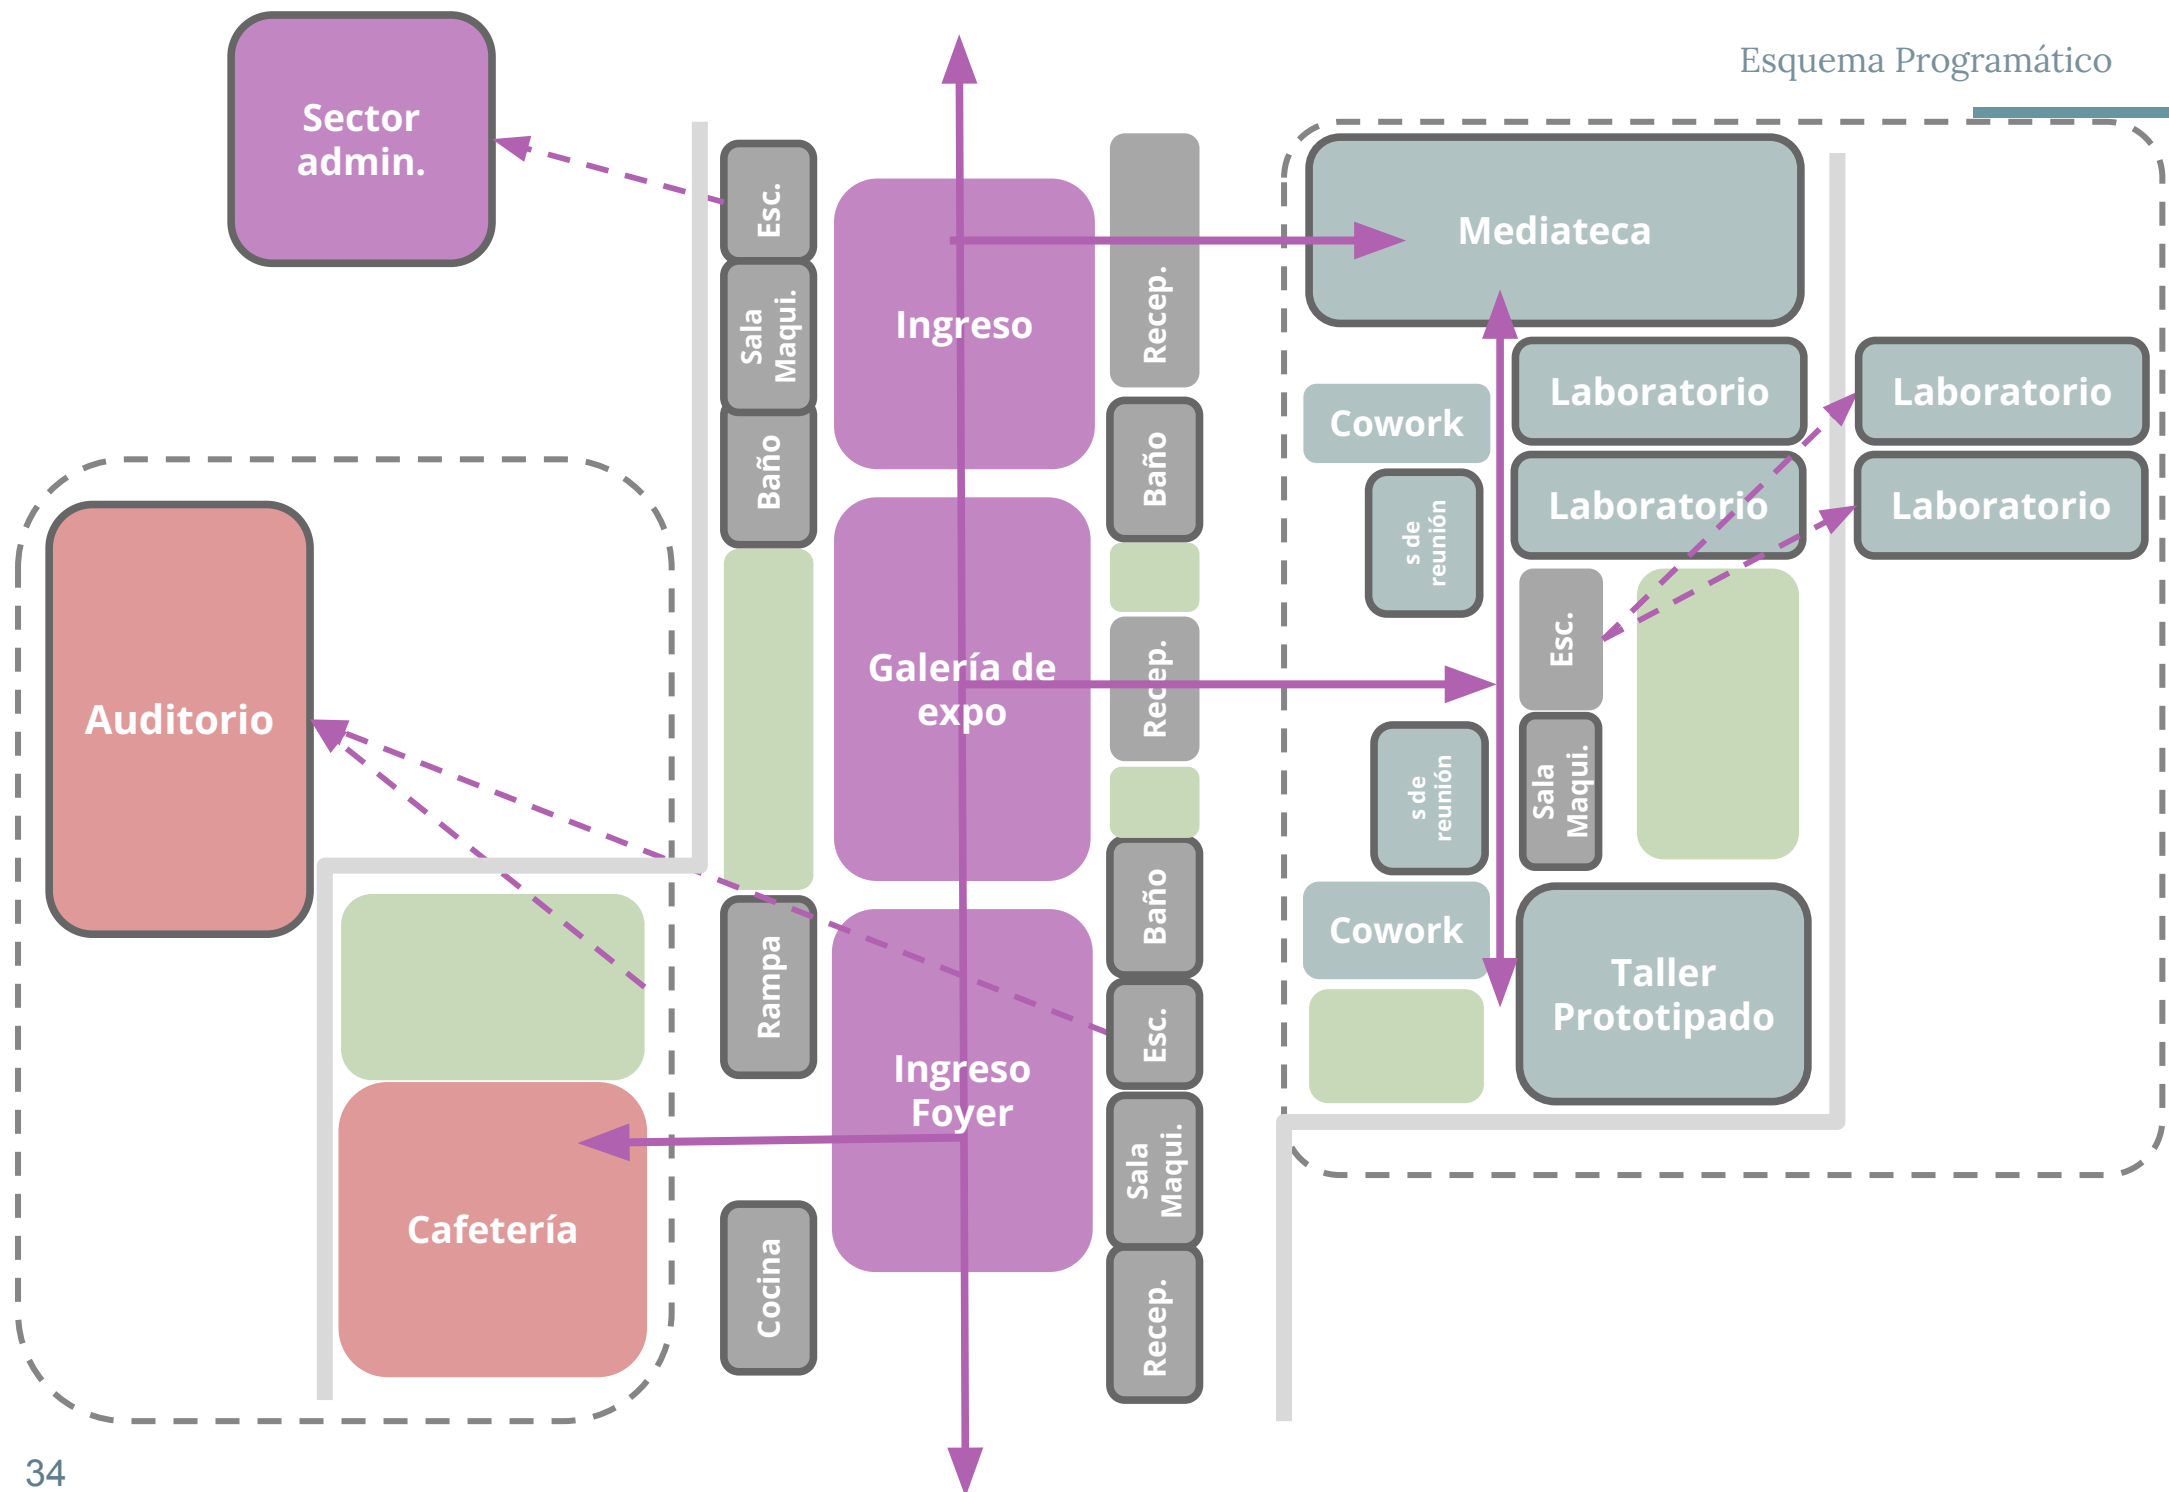 Esquema Programático
Sector
admin.
Esc.
Sala
Maqui.
Baño
Ingreso
Recep.
Baño
Mediateca
Laboratorio
Laboratorio
Cowork
Laboratorio
Laboratorio
s de
reunión
Esc.
Auditorio
Galería de
expo
Recep.
s de
reunión
Sala
Maqui.
Baño
Cowork
Taller
Prototipado
Rampa
Esc.
Ingreso
Foyer
Sala
Maqui.
Cafetería
Cocina
Recep.
34